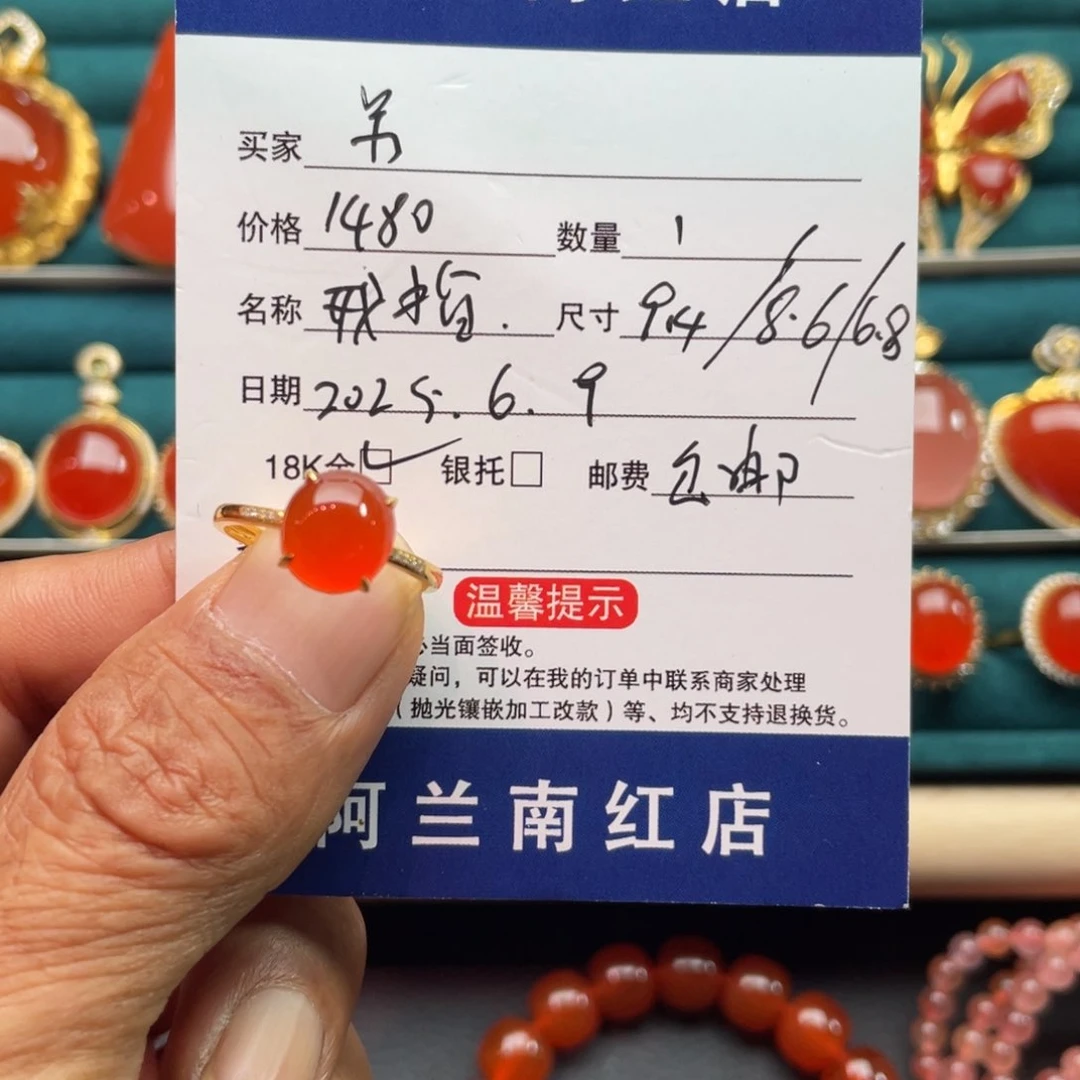 买家
价格 1480 数量 1
名称 戒指. 尺寸 9.4/8.6/6.8
日期 2025.6.9
18K金☑ 银托□ 邮费 包邮
温馨提示
当面签收。
疑问，可以在我的订单中联系商家处理
（抛光镶嵌加工改款）等、均不支持退换货。
阿兰南红店